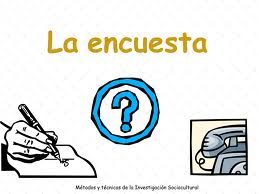 La encuesta
?
Métodos y técnicas de la Investigación Sociocultural